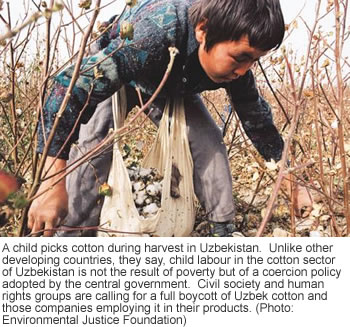 A child picks cotton during harvest in Uzbekistan. Unlike other
developing countries, they say, child labour in the cotton sector
of Uzbekistan is not the result of poverty but of a coercion policy
adopted by the central government. Civil society and human
rights groups are calling for a full boycott of Uzbek cotton and
those companies employing it in their products. (Photo:
Environmental Justice Foundation)